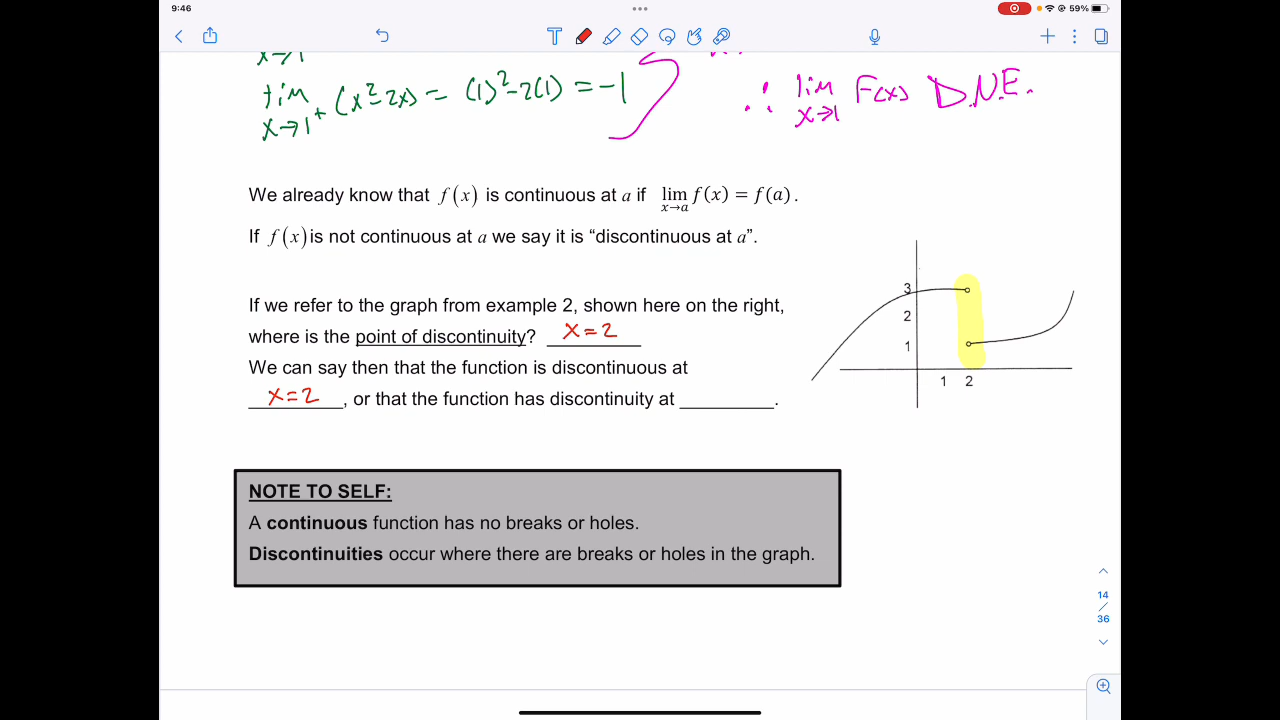 9:46
59%
x→1
lim x→1⁺ (x²-2x) = (1)²-2(1) = -1
∴ lim x→1 F(x) D.N.E.
We already know that f(x) is continuous at a if lim x→a f(x) = f(a).
If f(x) is not continuous at a we say it is “discontinuous at a”.
If we refer to the graph from example 2, shown here on the right,
where is the point of discontinuity? x=2
We can say then that the function is discontinuous at
x=2, or that the function has discontinuity at __________.
3
2
1
1 2
NOTE TO SELF:
A continuous function has no breaks or holes.
Discontinuities occur where there are breaks or holes in the graph.
14
/
36